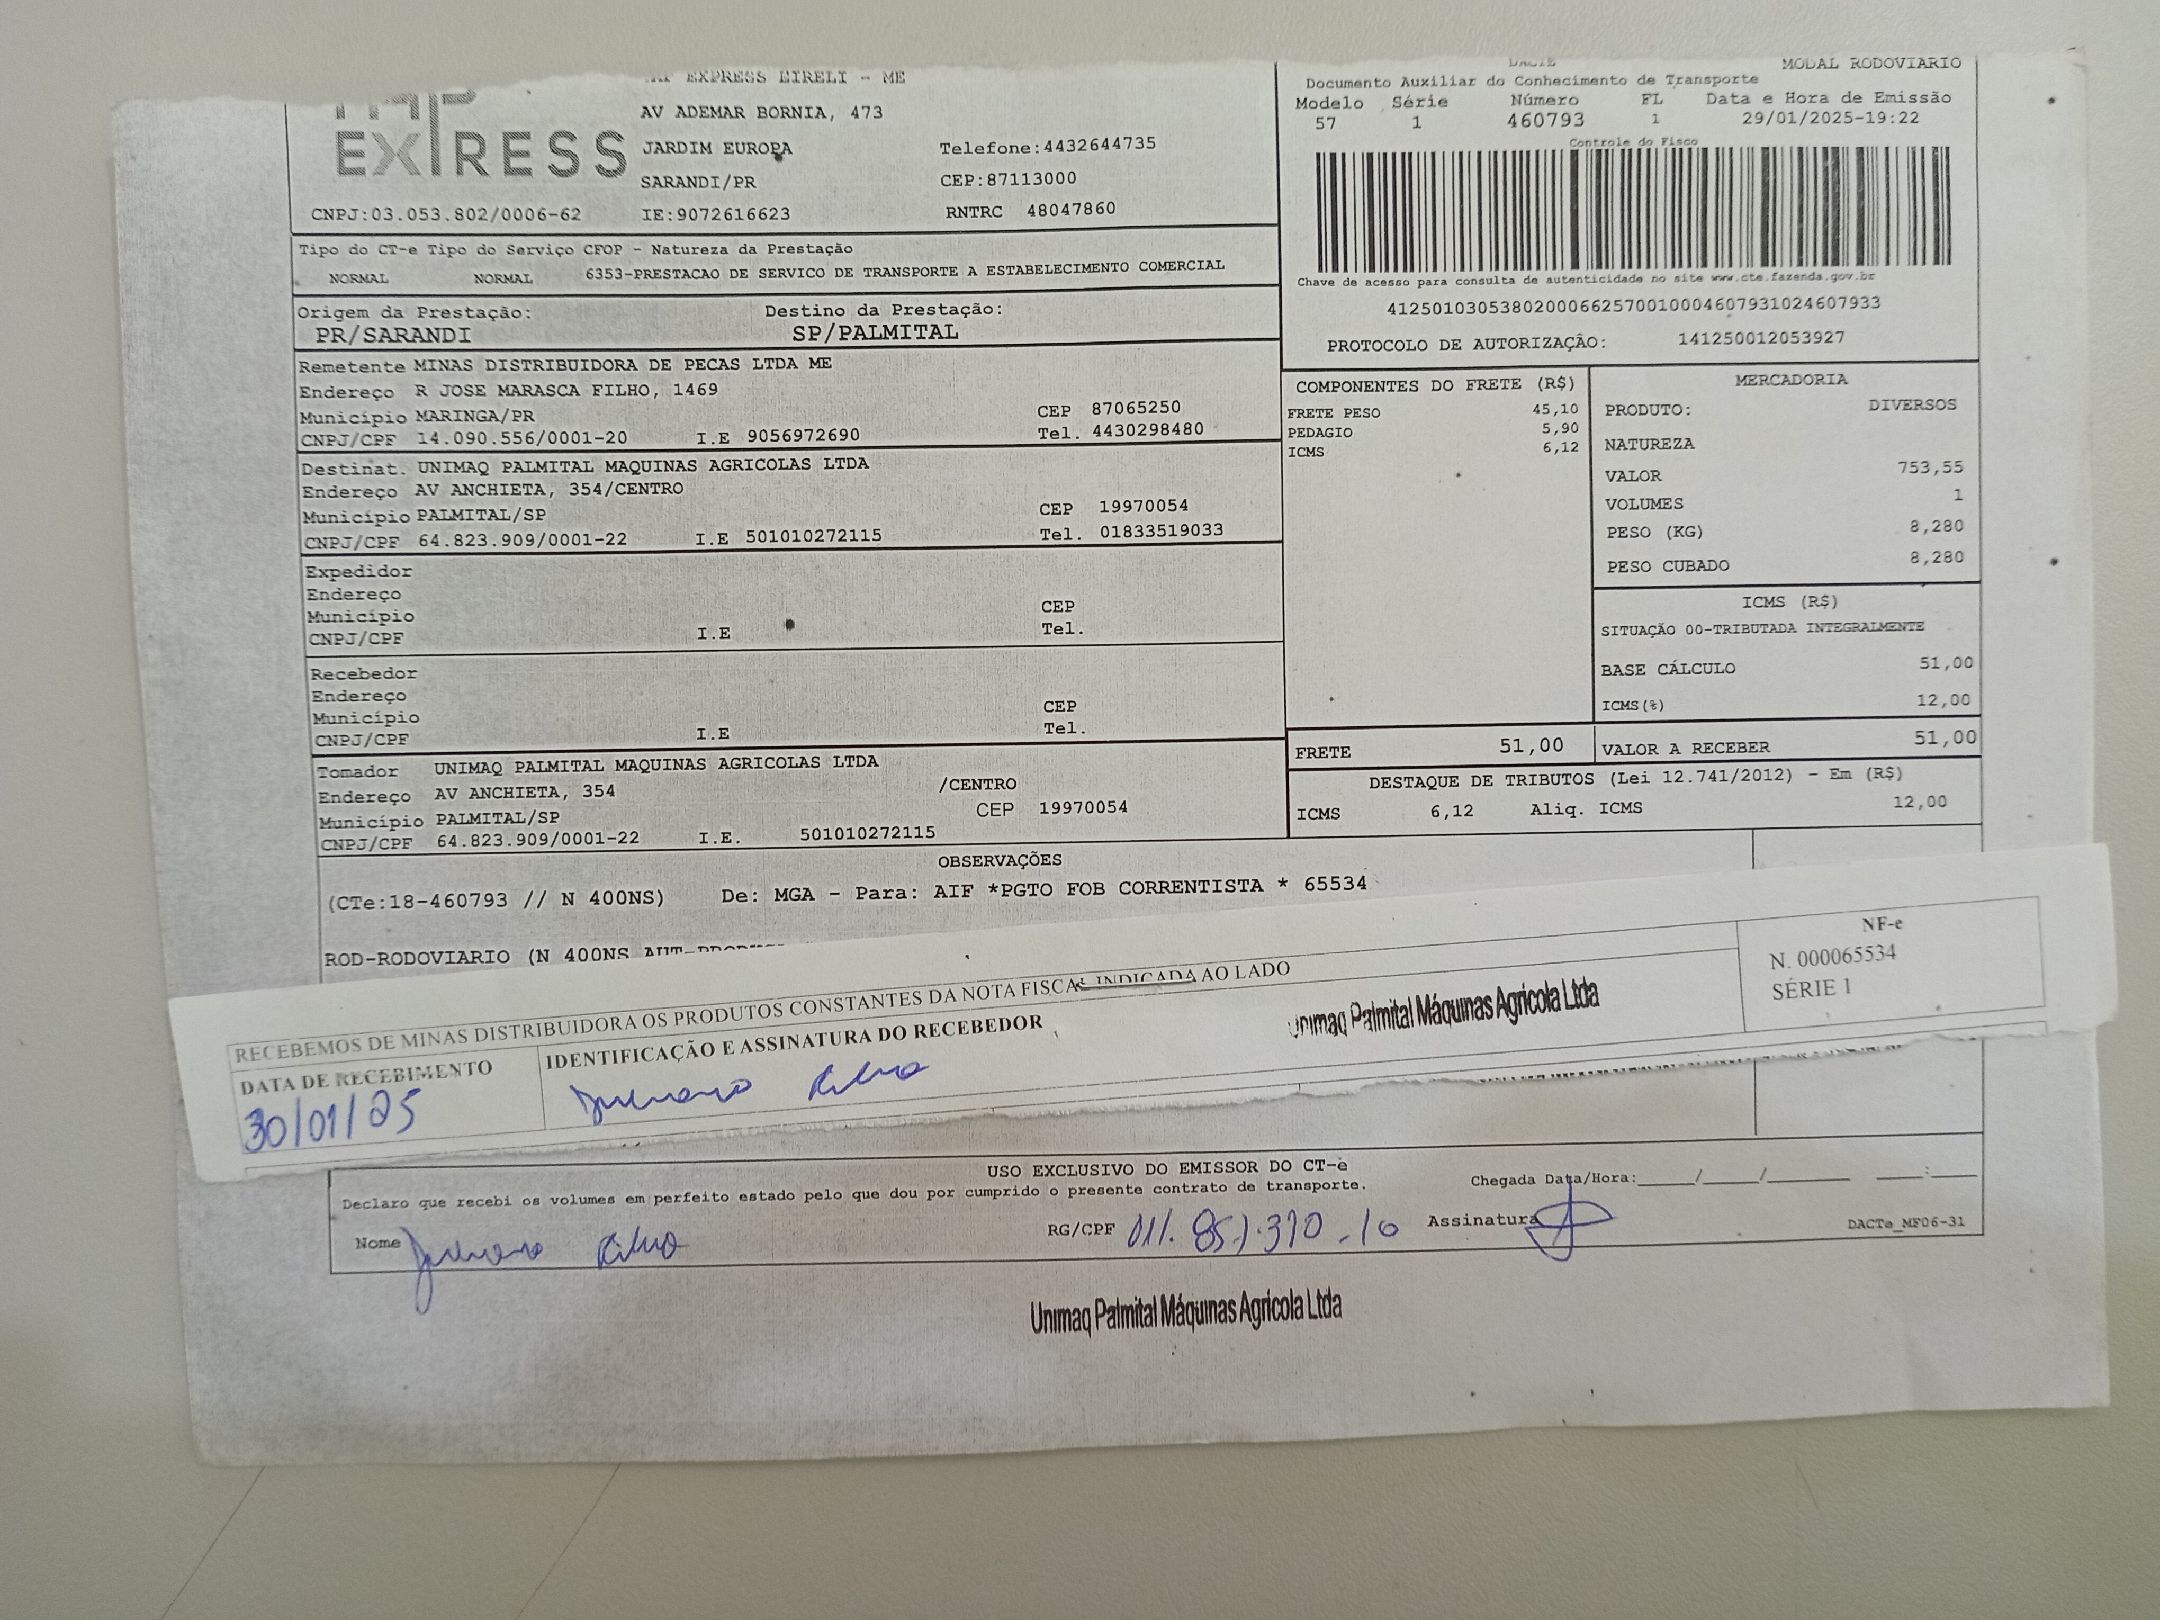 EXPRESS EIRELI - ME
EXPRESS
AV ADEMAR BORNIA, 473
JARDIM EUROPA Telefone:4432644735
SARANDI/PR CEP:87113000
CNPJ:03.053.802/0006-62 IE:9072616623 RNTRC 48047860
DACTE MODAL RODOVIARIO
Documento Auxiliar do Conhecimento de Transporte
Modelo Série Número FL Data e Hora de Emissão
57 1 460793 1 29/01/2025-19:22
Controle do Fisco
Chave de acesso para consulta de autenticidade no site www.cte.fazenda.gov.br
41250103053802000662570010004607931024607933
PROTOCOLO DE AUTORIZAÇÃO: 141250012053927
Tipo do CT-e Tipo do Serviço CFOP - Natureza da Prestação
NORMAL NORMAL 6353-PRESTACAO DE SERVICO DE TRANSPORTE A ESTABELECIMENTO COMERCIAL
Origem da Prestação: Destino da Prestação:
PR/SARANDI SP/PALMITAL
Remetente MINAS DISTRIBUIDORA DE PECAS LTDA ME
Endereço R JOSE MARASCA FILHO, 1469
Município MARINGA/PR CEP 87065250
CNPJ/CPF 14.090.556/0001-20 I.E 9056972690 Tel. 4430298480
Destinat. UNIMAQ PALMITAL MAQUINAS AGRICOLAS LTDA
Endereço AV ANCHIETA, 354/CENTRO
Município PALMITAL/SP CEP 19970054
CNPJ/CPF 64.823.909/0001-22 I.E 501010272115 Tel. 01833519033
Expedidor
Endereço
Município CEP
CNPJ/CPF I.E Tel.
Recebedor
Endereço
Município CEP
CNPJ/CPF I.E Tel.
Tomador UNIMAQ PALMITAL MAQUINAS AGRICOLAS LTDA
Endereço AV ANCHIETA, 354 /CENTRO
Município PALMITAL/SP CEP 19970054
CNPJ/CPF 64.823.909/0001-22 I.E. 501010272115
COMPONENTES DO FRETE (R$)
FRETE PESO 45,10
PEDAGIO 5,90
ICMS 6,12
MERCADORIA
PRODUTO: DIVERSOS
NATUREZA
VALOR 753,55
VOLUMES 1
PESO (KG) 8,280
PESO CUBADO 8,280
ICMS (R$)
SITUAÇÃO 00-TRIBUTADA INTEGRALMENTE
BASE CÁLCULO 51,00
ICMS(%) 12,00
FRETE 51,00 VALOR A RECEBER 51,00
DESTAQUE DE TRIBUTOS (Lei 12.741/2012) - Em (R$)
ICMS 6,12 Aliq. ICMS 12,00
OBSERVAÇÕES
(CTe:18-460793 // N 400NS) De: MGA - Para: AIF *PGTO FOB CORRENTISTA * 65534
ROD-RODOVIARIO (N 400NS
RECEBEMOS DE MINAS DISTRIBUIDORA OS PRODUTOS CONSTANTES DA NOTA FISCAL INDICADA AO LADO
DATA DE RECEBIMENTO IDENTIFICAÇÃO E ASSINATURA DO RECEBEDOR
30/01/25
Unimaq Palmital Máquinas Agrícola Ltda
NF-e
N. 000065534
SÉRIE 1
USO EXCLUSIVO DO EMISSOR DO CT-e
Declaro que recebi os volumes em perfeito estado pelo que dou por cumprido o presente contrato de transporte. Chegada Data/Hora:_____/_____/_______ ____:____
Nome RG/CPF Assinatura DACTe_MF06-31
Unimaq Palmital Máquinas Agrícola Ltda